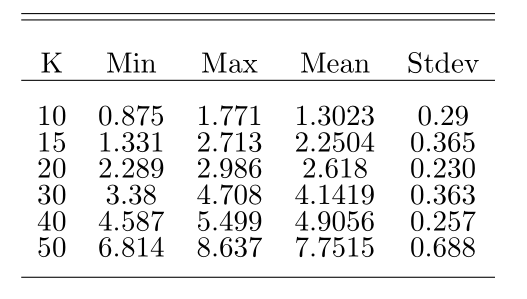 K Min Max Mean Stdev
10 0.875 1.771 1.3023 0.29
15 1.331 2.713 2.2504 0.365
20 2.289 2.986 2.618 0.230
30 3.38 4.708 4.1419 0.363
40 4.587 5.499 4.9056 0.257
50 6.814 8.637 7.7515 0.688